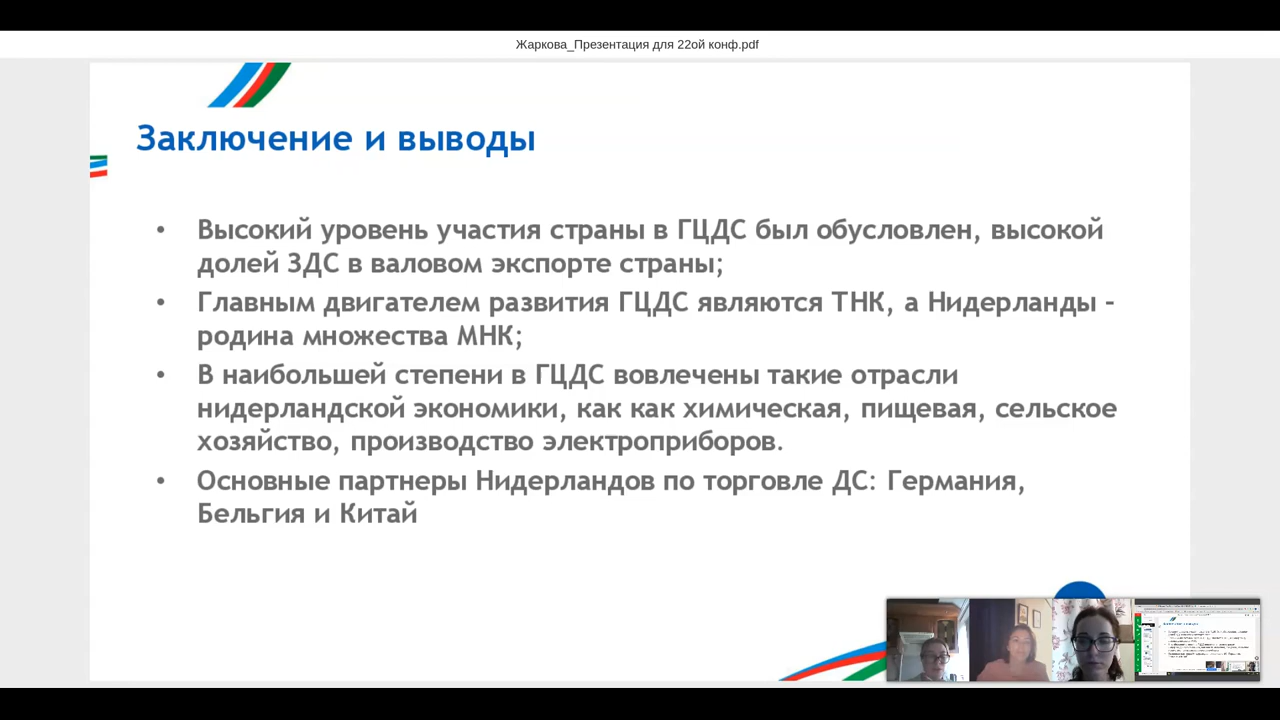 Жаркова_Презентация для 22ой конф.pdf
Заключение и выводы
• Высокий уровень участия страны в ГЦДС был обусловлен, высокой
долей ЗДС в валовом экспорте страны;
• Главным двигателем развития ГЦДС являются ТНК, а Нидерланды –
родина множества МНК;
• В наибольшей степени в ГЦДС вовлечены такие отрасли
нидерландской экономики, как как химическая, пищевая, сельское
хозяйство, производство электроприборов.
• Основные партнеры Нидерландов по торговле ДС: Германия,
Бельгия и Китай